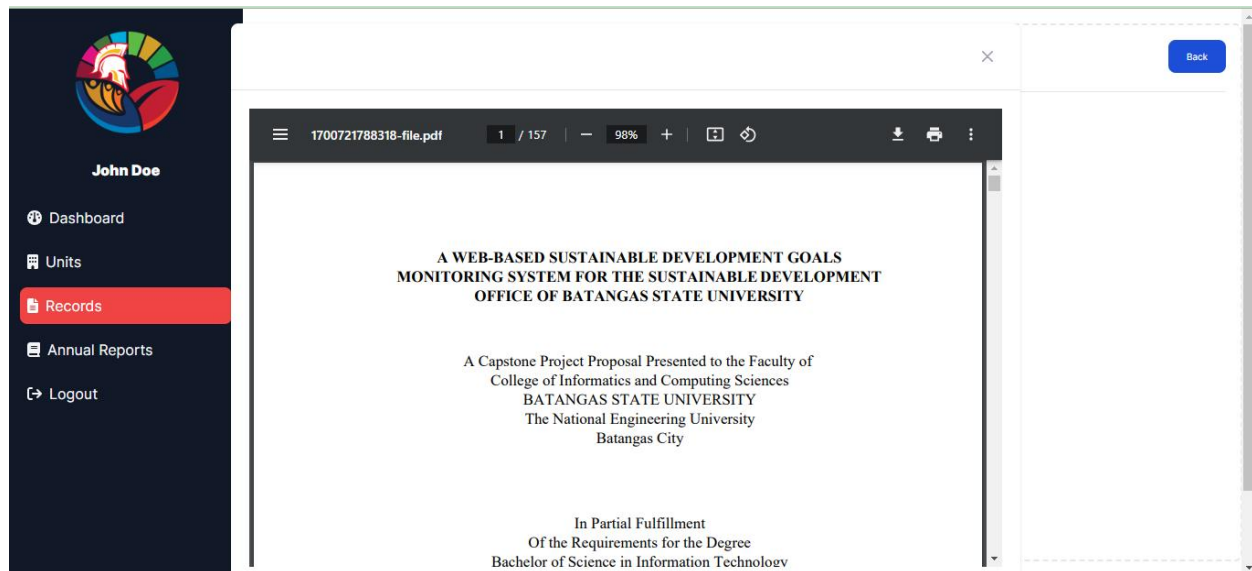 John Doe
Dashboard
Units
Records
Annual Reports
Logout
Back
1700721788318-file.pdf 1 / 157 98%
A WEB-BASED SUSTAINABLE DEVELOPMENT GOALS
MONITORING SYSTEM FOR THE SUSTAINABLE DEVELOPMENT
OFFICE OF BATANGAS STATE UNIVERSITY
A Capstone Project Proposal Presented to the Faculty of
College of Informatics and Computing Sciences
BATANGAS STATE UNIVERSITY
The National Engineering University
Batangas City
In Partial Fulfillment
Of the Requirements for the Degree
Bachelor of Science in Information Technology